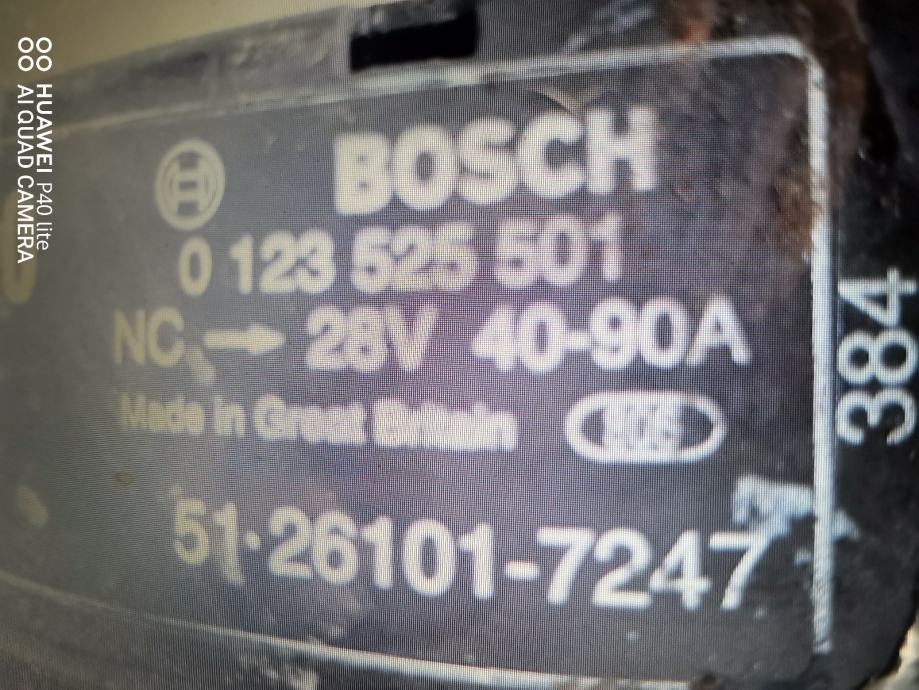 BOSCH
0 123 525 501
NC → 28V 40-90A
Made in Great Britain
51·26101-7247
384
HUAWEI P40 lite
AI QUAD CAMERA